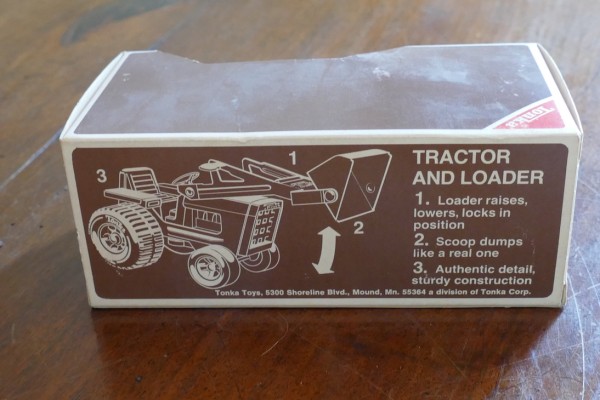 Tonka
TRACTOR
AND LOADER
1. Loader raises,
lowers, locks in
position
2. Scoop dumps
like a real one
3. Authentic detail,
sturdy construction
1
2
3
Tonka Toys, 5300 Shoreline Blvd., Mound, Mn. 55364 a division of Tonka Corp.